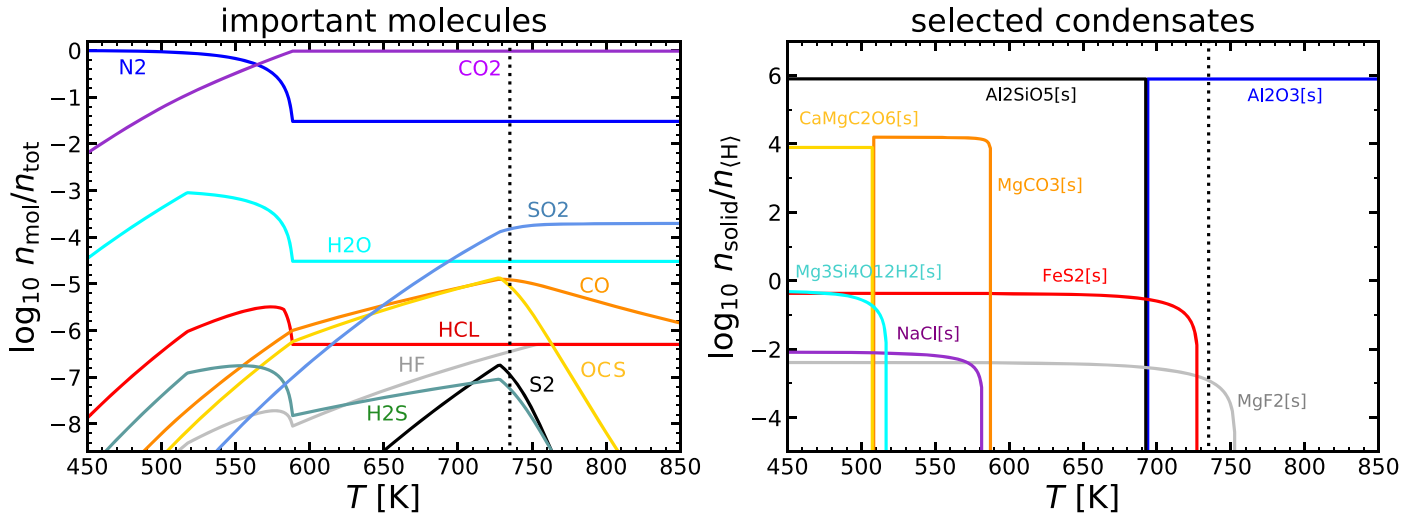 important molecules
selected condensates
log10 nmol/ntot
0
−1
−2
−3
−4
−5
−6
−7
−8
N2
CO2
SO2
H2O
CO
HCL
HF
OCS
S2
H2S
450 500 550 600 650 700 750 800 850
T [K]
log10 nsolid/n⟨H⟩
6
4
2
0
−2
−4
Al2SiO5[s]
Al2O3[s]
CaMgC2O6[s]
MgCO3[s]
Mg3Si4O12H2[s]
FeS2[s]
NaCl[s]
MgF2[s]
450 500 550 600 650 700 750 800 850
T [K]